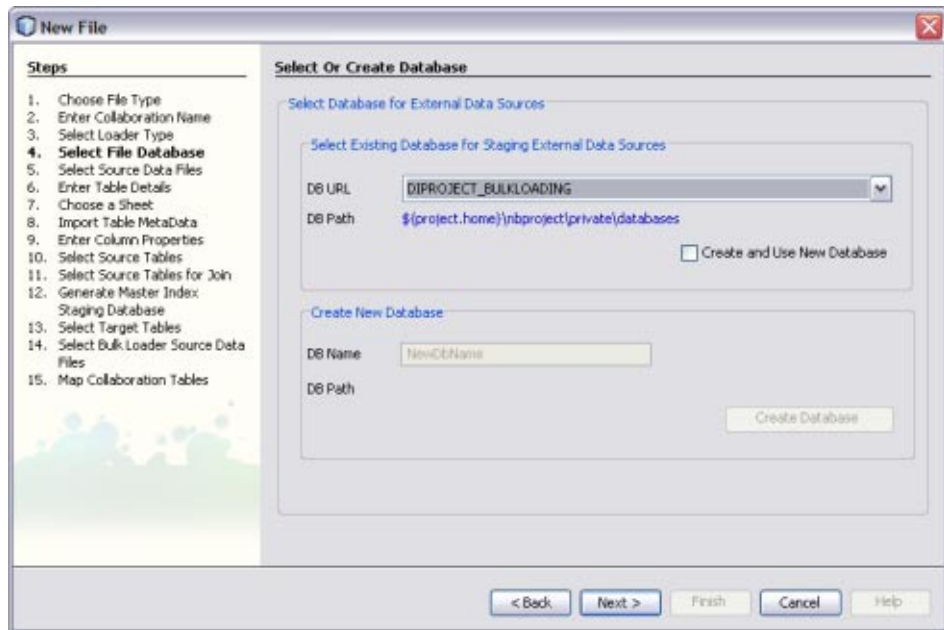 New File
Steps
1. Choose File Type
2. Enter Collaboration Name
3. Select Loader Type
4. Select File Database
5. Select Source Data Files
6. Enter Table Details
7. Choose a Sheet
8. Import Table MetaData
9. Enter Column Properties
10. Select Source Tables
11. Select Source Tables for Join
12. Generate Master Index
Staging Database
13. Select Target Tables
14. Select Bulk Loader Source Data
Files
15. Map Collaboration Tables
Select Or Create Database
Select Database for External Data Sources
Select Existing Database for Staging External Data Sources
DB URL DIPROJECT_BULKLOADING
DB Path ${project.home}\nbproject\private\databases
Create and Use New Database
Create New Database
DB Name NewDbName
DB Path
Create Database
< Back Next > Finish Cancel Help